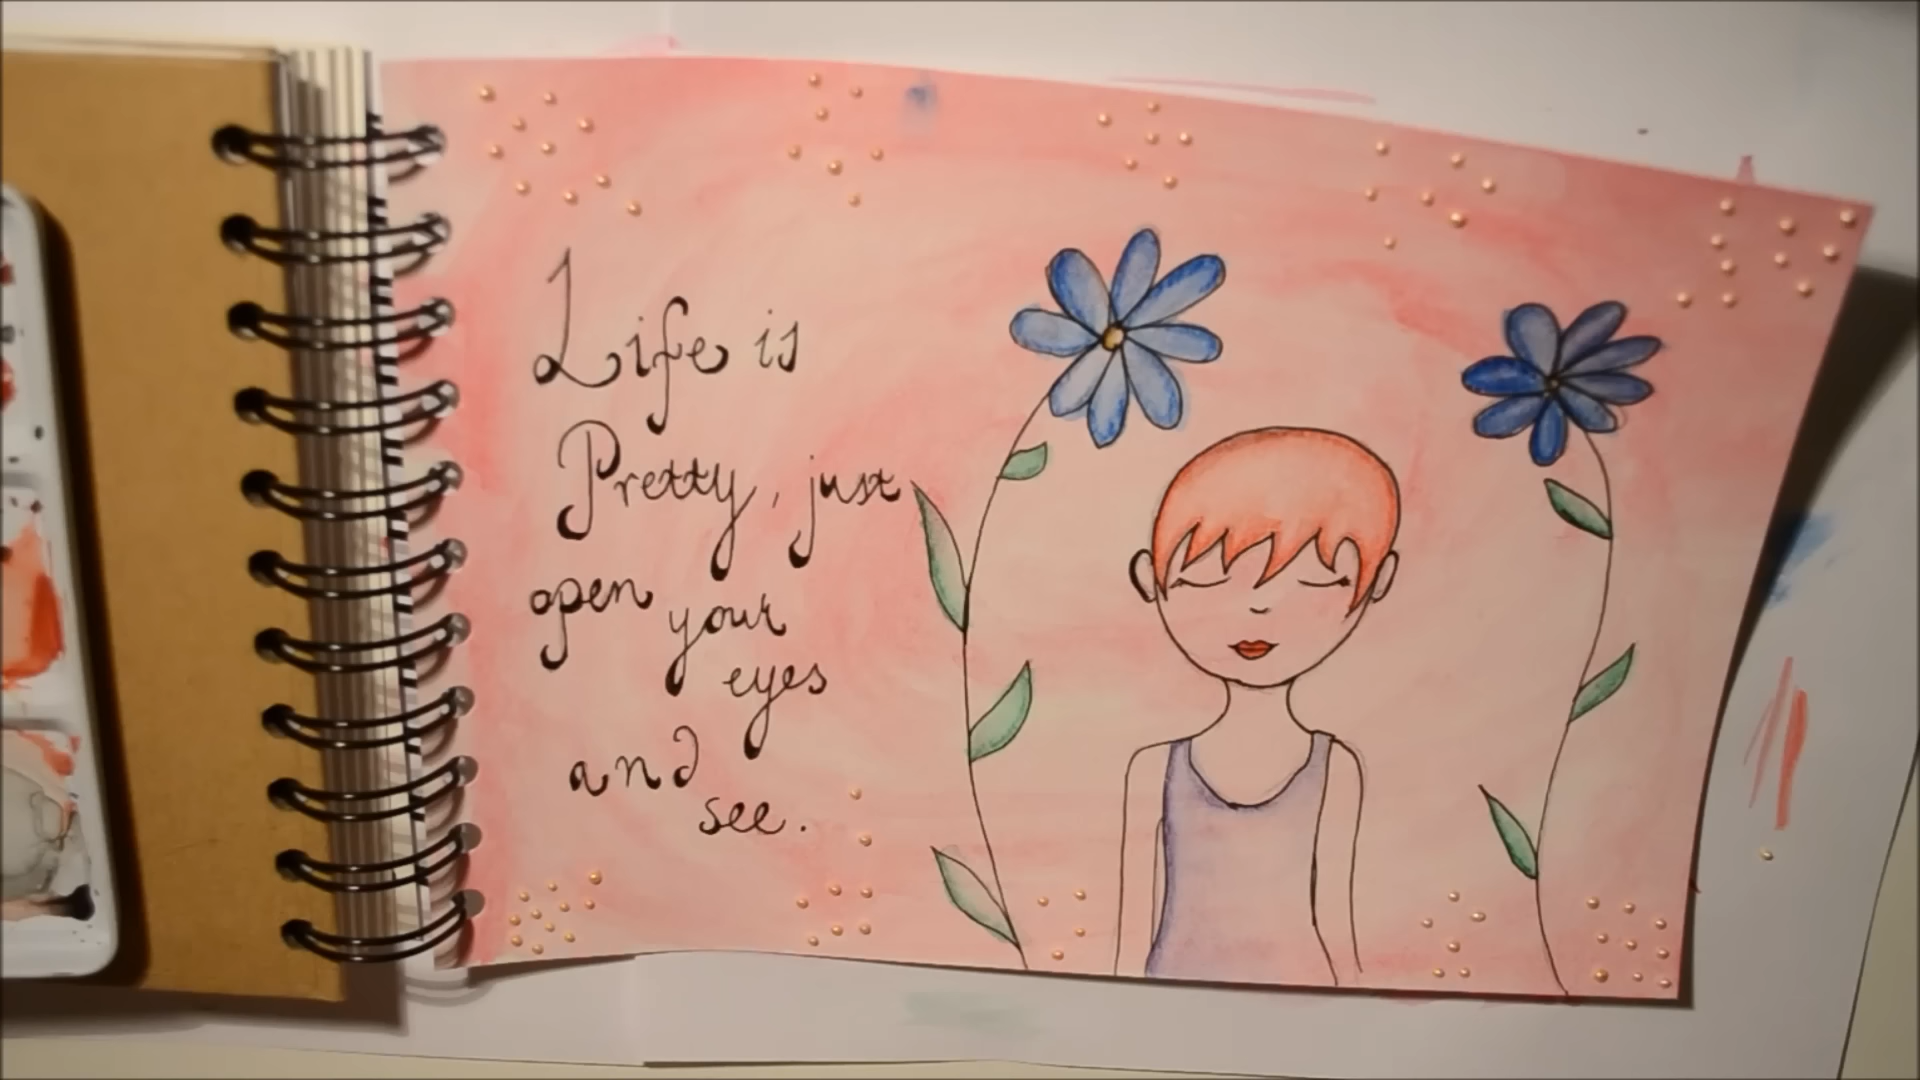 Life is
Pretty, just
open your
eyes
and
see.